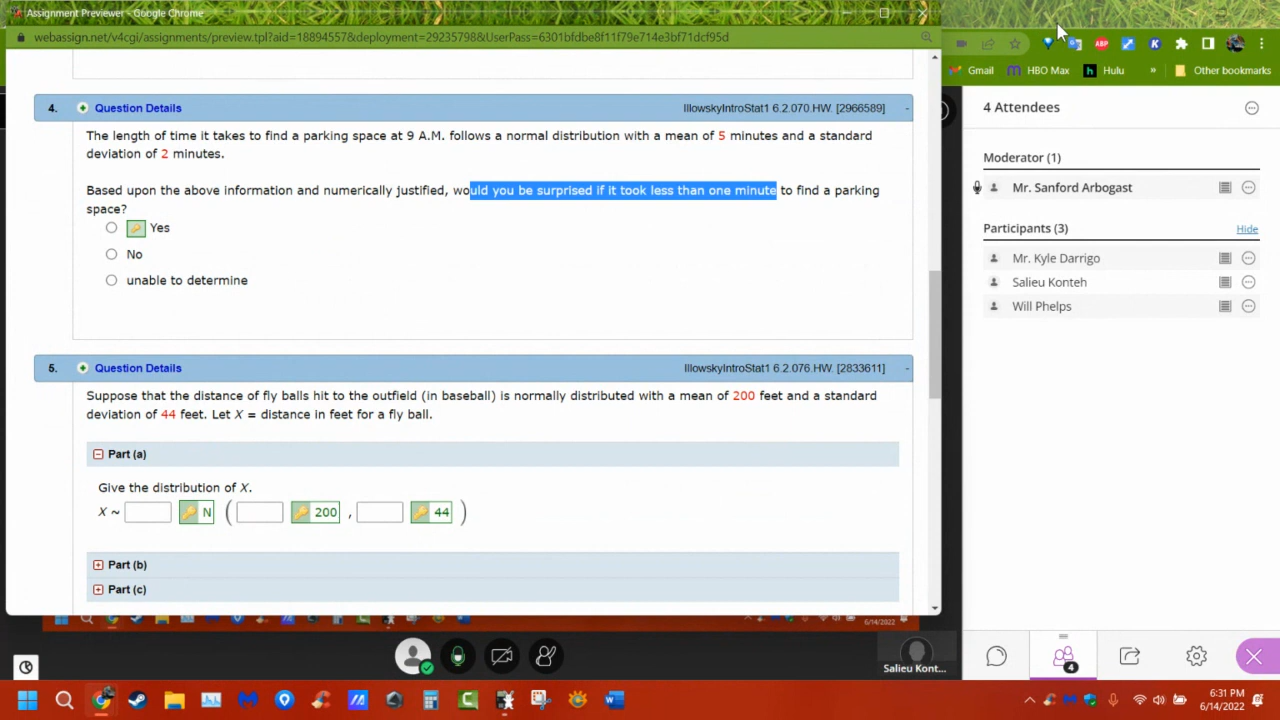 Assignment Previewer - Google Chrome
webassign.net/v4cgi/assignments/preview.tpl?aid=18894557&deployment=29235798&UserPass=6301bfdbe8f11f79e714e3bf71dcf95d
4. Question Details IllowskyIntroStat1 6.2.070.HW. [2966589] -
The length of time it takes to find a parking space at 9 A.M. follows a normal distribution with a mean of 5 minutes and a standard
deviation of 2 minutes.
Based upon the above information and numerically justified, would you be surprised if it took less than one minute to find a parking
space?
Yes
No
unable to determine
5. Question Details IllowskyIntroStat1 6.2.076.HW. [2833611] -
Suppose that the distance of fly balls hit to the outfield (in baseball) is normally distributed with a mean of 200 feet and a standard
deviation of 44 feet. Let X = distance in feet for a fly ball.
Part (a)
Give the distribution of X.
X ~ N ( 200 , 44 )
Part (b)
Part (c)
ABP K
Gmail HBO Max h Hulu » Other bookmarks
4 Attendees
Moderator (1)
Mr. Sanford Arbogast
Participants (3) Hide
Mr. Kyle Darrigo
Salieu Konteh
Will Phelps
6/14/2022
Salieu Kont...
4
6:31 PM
6/14/2022